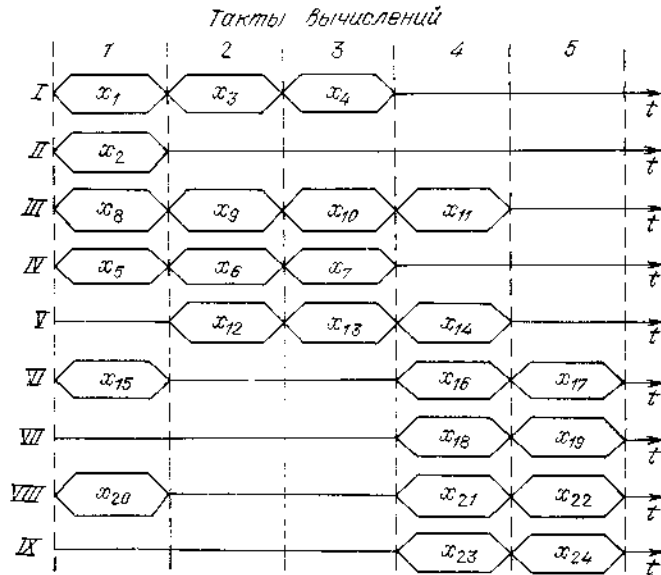 Такты вычислений
1 2 3 4 5
I x1 x3 x4 t
II x2 t
III x8 x9 x10 x11 t
IV x5 x6 x7 t
V x12 x13 x14 t
VI x15 x16 x17 t
VII x18 x19 t
VIII x20 x21 x22 t
IX x23 x24 t